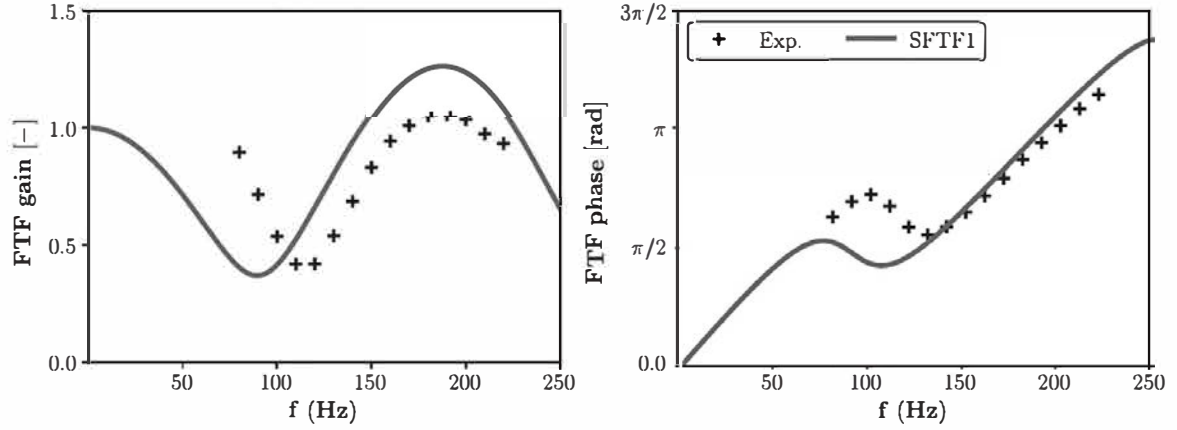 1.5
1.0
0.5
0.0
FTF gain [−]
50 100 150 200 250
f (Hz)
3π/2
π
π/2
0.0
FTF phase [rad]
Exp. SFTF1
50 100 150 200 250
f (Hz)